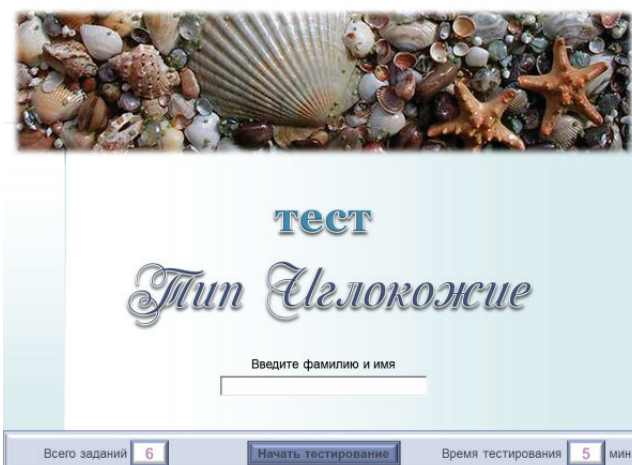 тест
Тип Иглокожие
Введите фамилию и имя
Всего заданий 6 Начать тестирование Время тестирования 5 мин